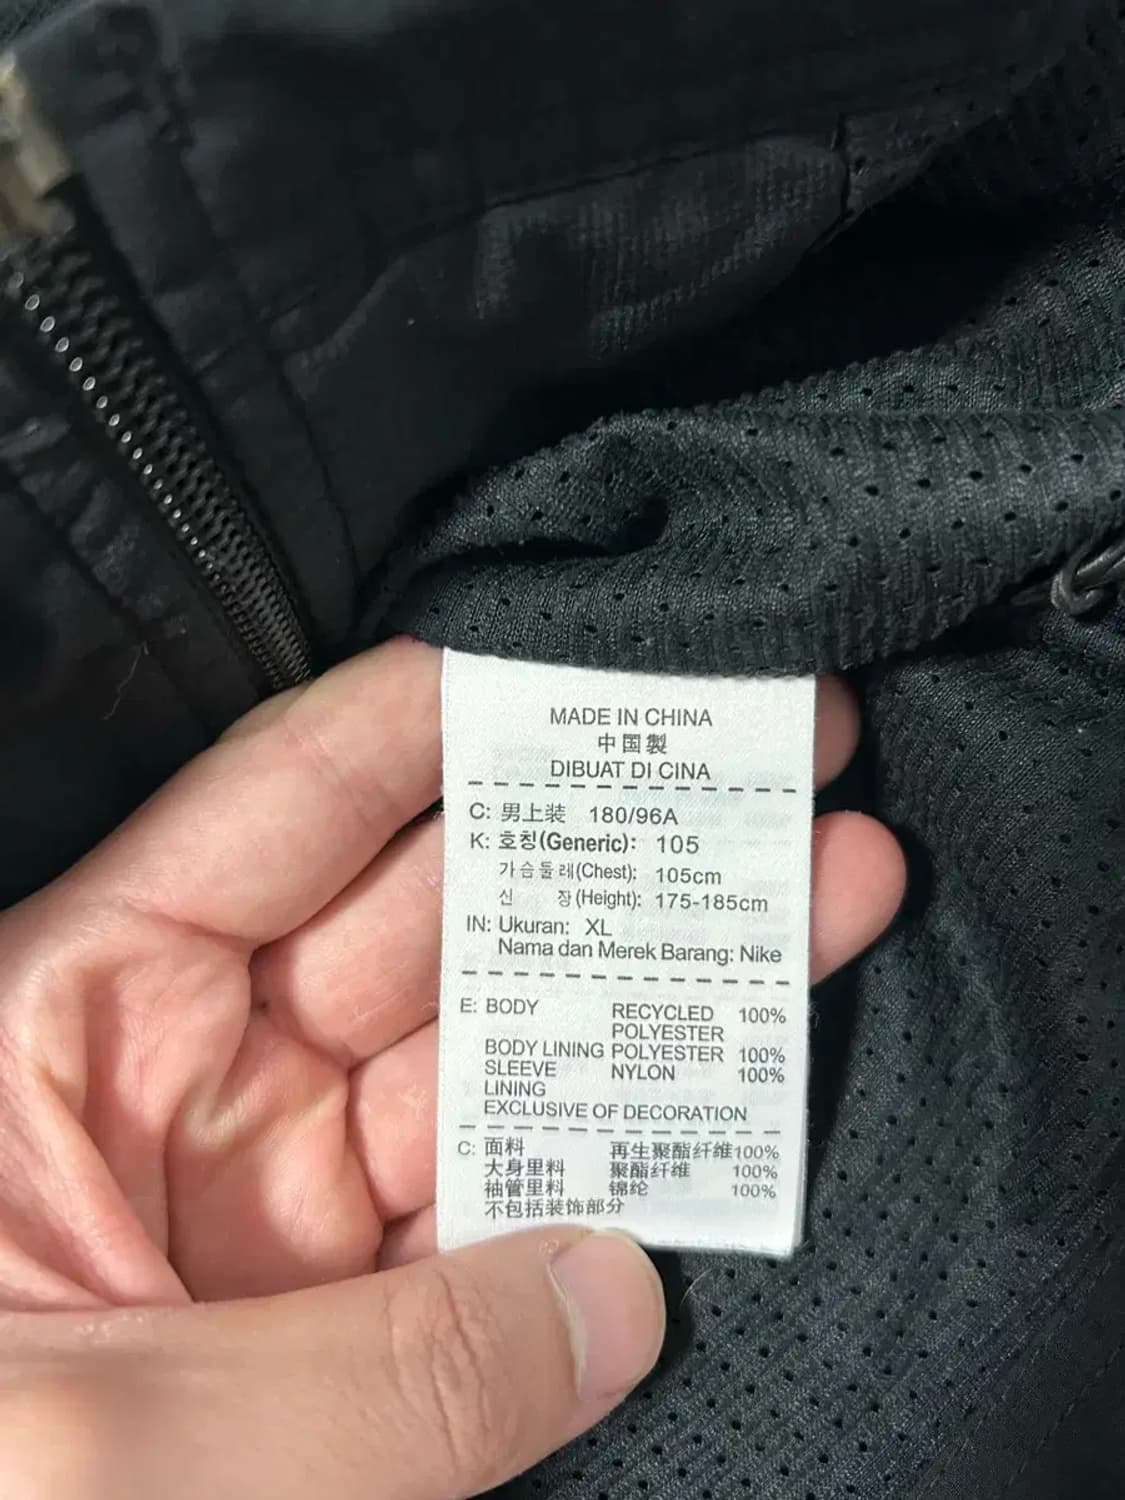 MADE IN CHINA
中国製
DIBUAT DI CINA
C: 男上装 180/96A
K: 호칭(Generic): 105
가슴둘레(Chest): 105cm
신 장(Height): 175-185cm
IN: Ukuran: XL
Nama dan Merek Barang: Nike
E: BODY RECYCLED 100%
POLYESTER
BODY LINING POLYESTER 100%
SLEEVE NYLON 100%
LINING
EXCLUSIVE OF DECORATION
C: 面料 再生聚酯纤维100%
大身里料 聚酯纤维 100%
袖管里料 锦纶 100%
不包括装饰部分